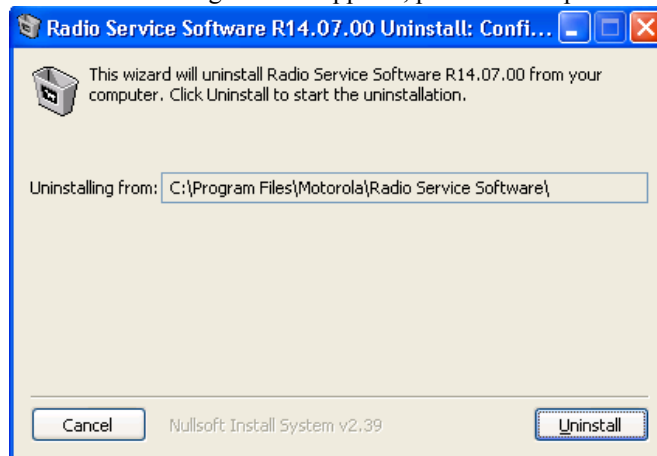 Radio Service Software R14.07.00 Uninstall: Confi...
This wizard will uninstall Radio Service Software R14.07.00 from your
computer. Click Uninstall to start the uninstallation.
Uninstalling from: C:\Program Files\Motorola\Radio Service Software\
Cancel Nullsoft Install System v2.39 Uninstall